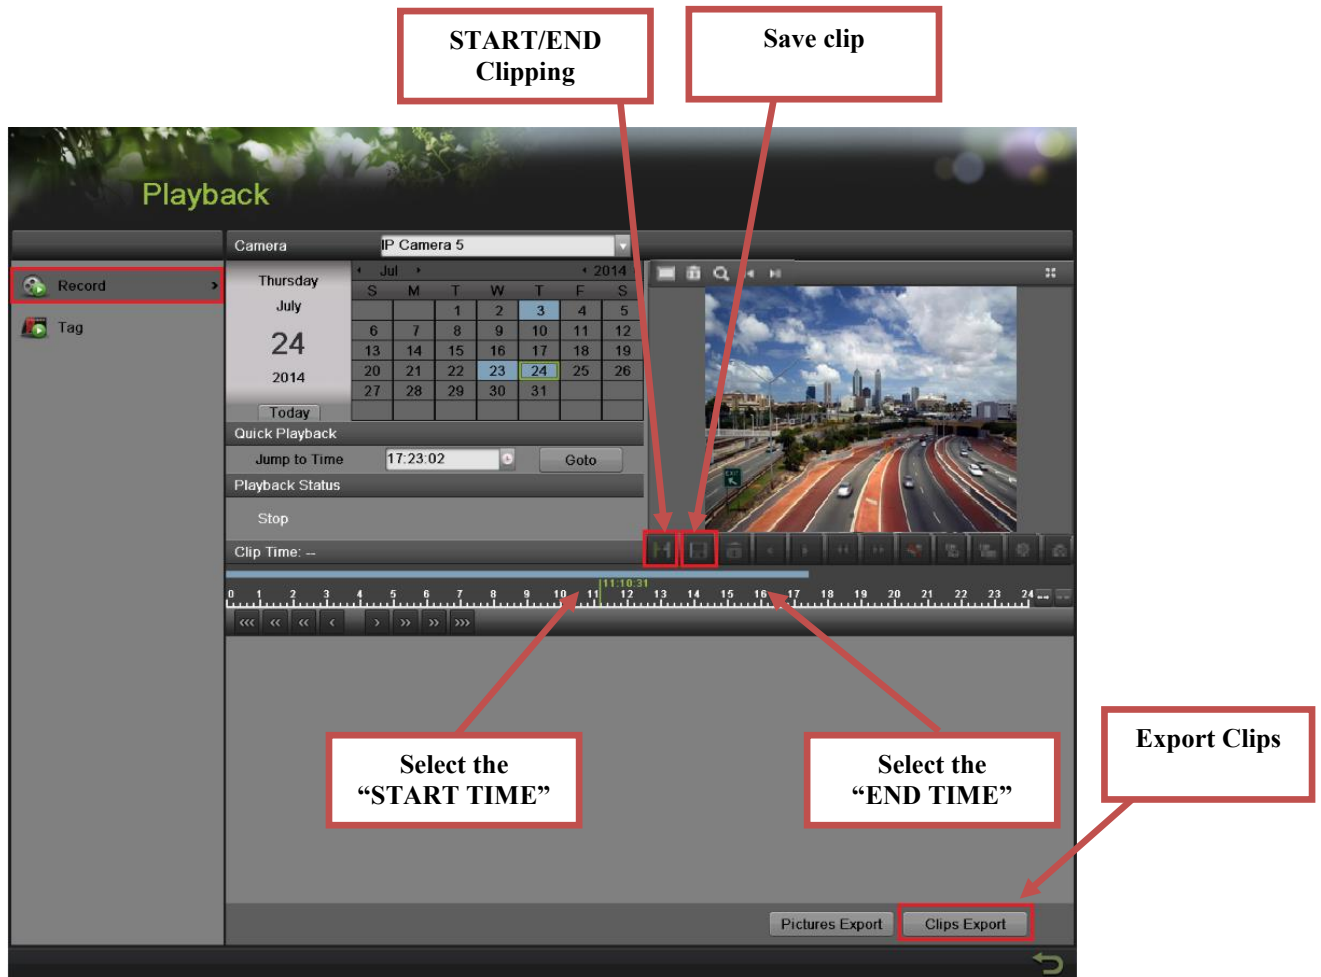 START/END
Clipping
Save clip
Playback
Camera
IP Camera 5
Record
Tag
Thursday
July
24
2014
Today
Jul
2014
S M T W T F S
1 2 3 4 5
6 7 8 9 10 11 12
13 14 15 16 17 18 19
20 21 22 23 24 25 26
27 28 29 30 31
EXIT
Quick Playback
Jump to Time
17:23:02
Goto
Playback Status
Stop
Clip Time: --
11:10:31
0 1 2 3 4 5 6 7 8 9 10 11 12 13 14 15 16 17 18 19 20 21 22 23 24
Select the
“START TIME”
Select the
“END TIME”
Export Clips
Pictures Export
Clips Export